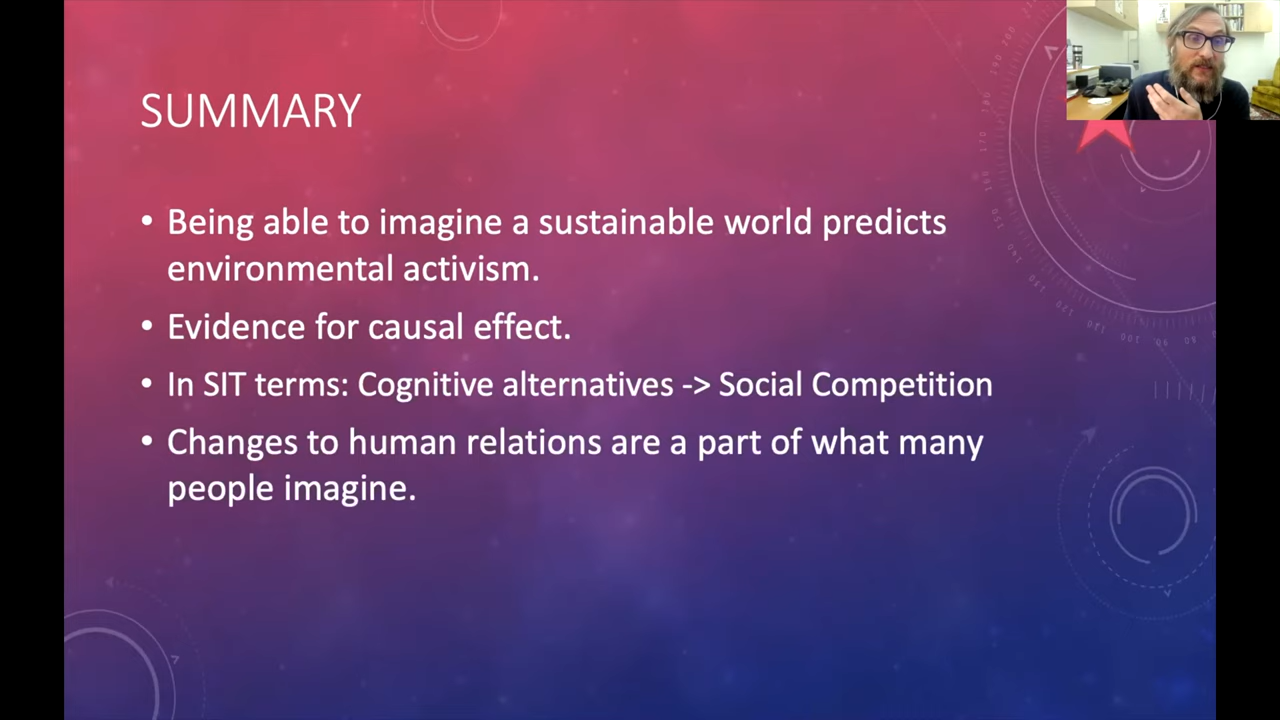 SUMMARY
• Being able to imagine a sustainable world predicts
environmental activism.
• Evidence for causal effect.
• In SIT terms: Cognitive alternatives -> Social Competition
• Changes to human relations are a part of what many
people imagine.